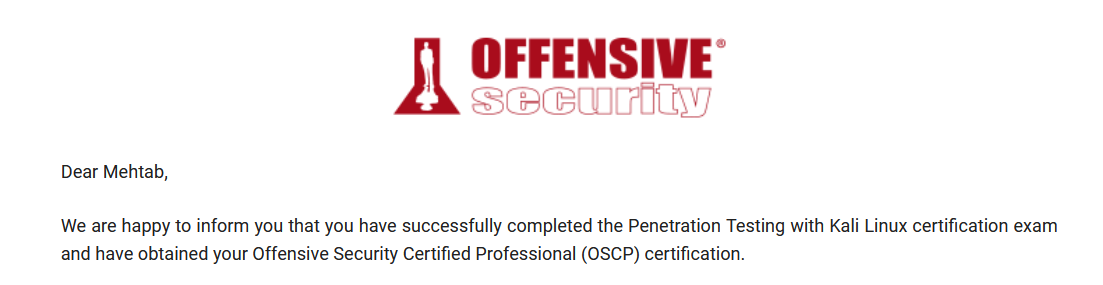 OFFENSIVE®
security
Dear Mehtab,
We are happy to inform you that you have successfully completed the Penetration Testing with Kali Linux certification exam
and have obtained your Offensive Security Certified Professional (OSCP) certification.